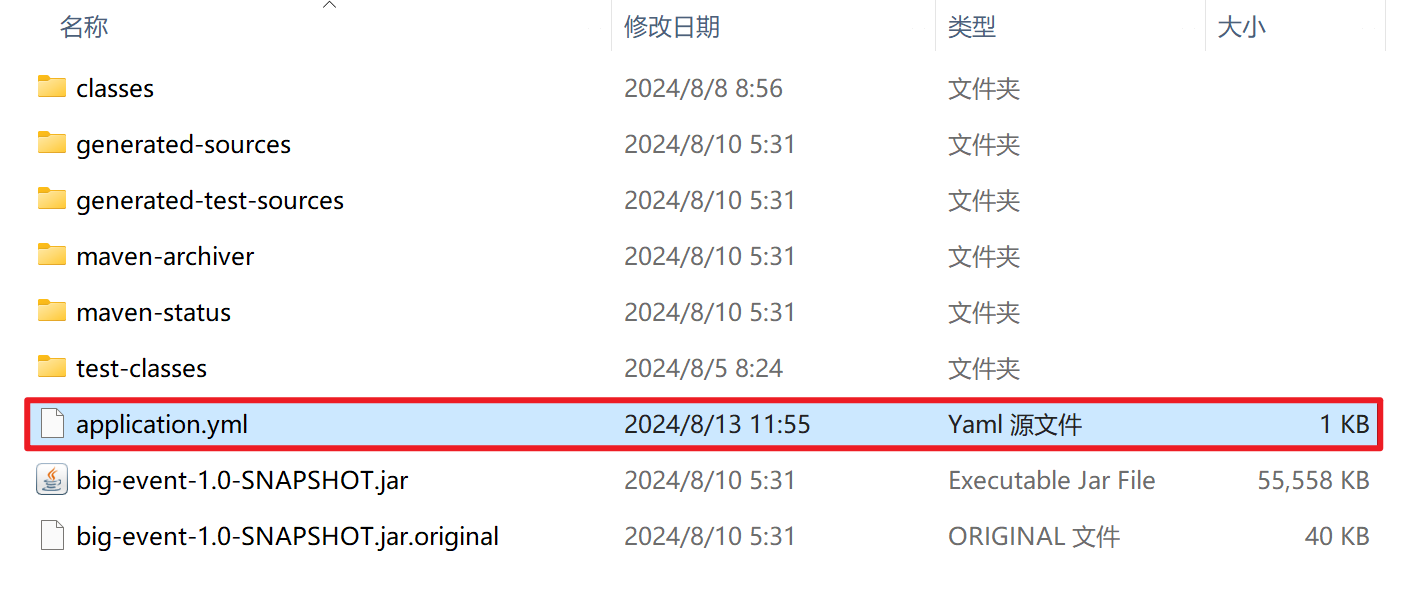 名称 修改日期 类型 大小
classes 2024/8/8 8:56 文件夹
generated-sources 2024/8/10 5:31 文件夹
generated-test-sources 2024/8/10 5:31 文件夹
maven-archiver 2024/8/10 5:31 文件夹
maven-status 2024/8/10 5:31 文件夹
test-classes 2024/8/5 8:24 文件夹
application.yml 2024/8/13 11:55 Yaml 源文件 1 KB
big-event-1.0-SNAPSHOT.jar 2024/8/10 5:31 Executable Jar File 55,558 KB
big-event-1.0-SNAPSHOT.jar.original 2024/8/10 5:31 ORIGINAL 文件 40 KB